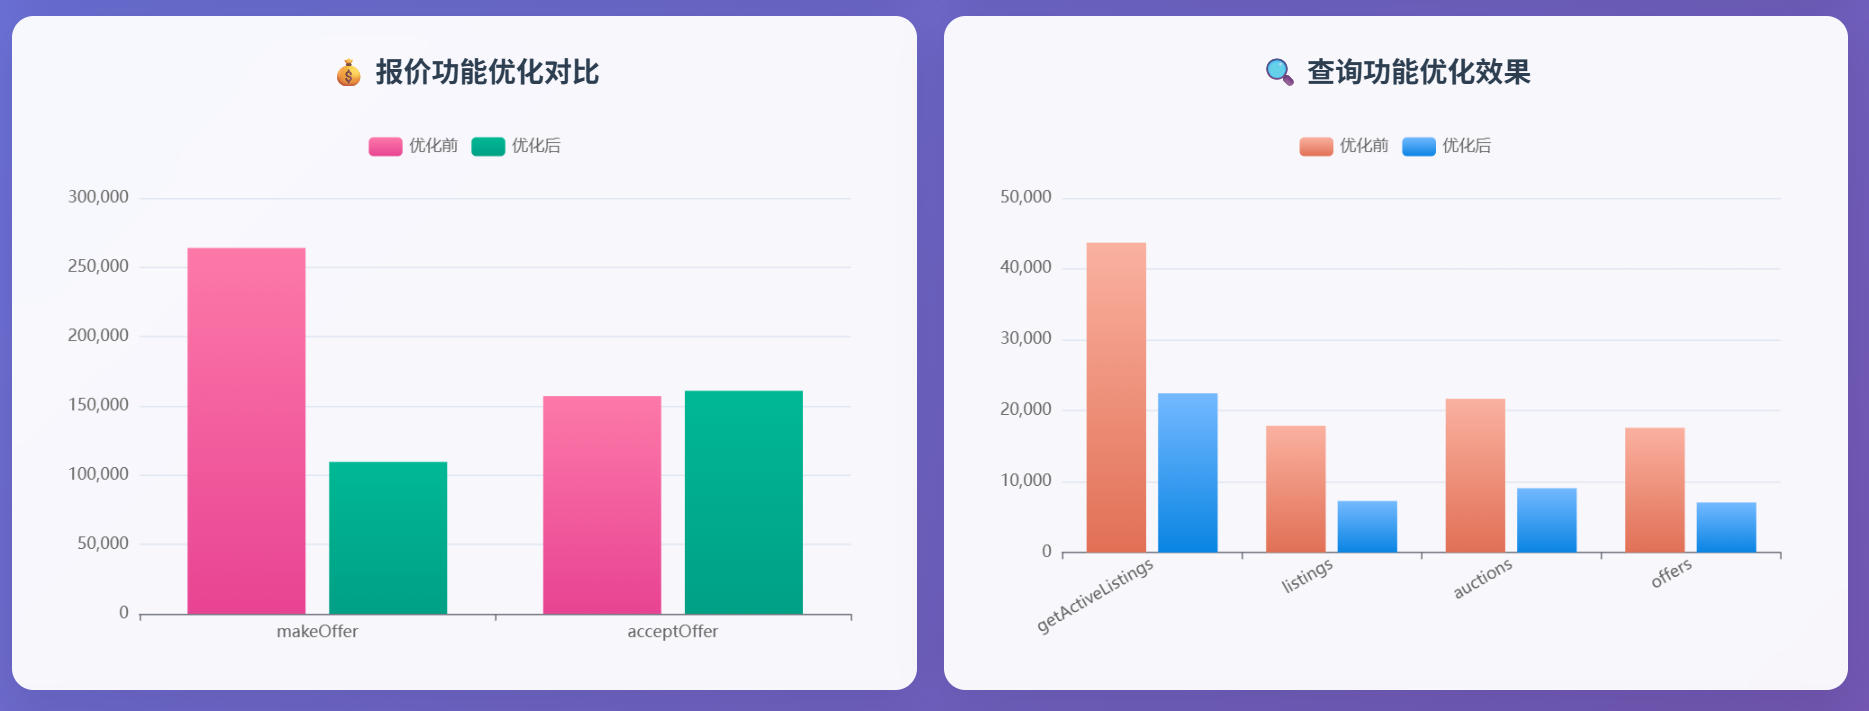 💰 报价功能优化对比
优化前 优化后
300,000
250,000
200,000
150,000
100,000
50,000
0
makeOffer acceptOffer
🔍 查询功能优化效果
优化前 优化后
50,000
40,000
30,000
20,000
10,000
0
getActiveListings listings auctions offers